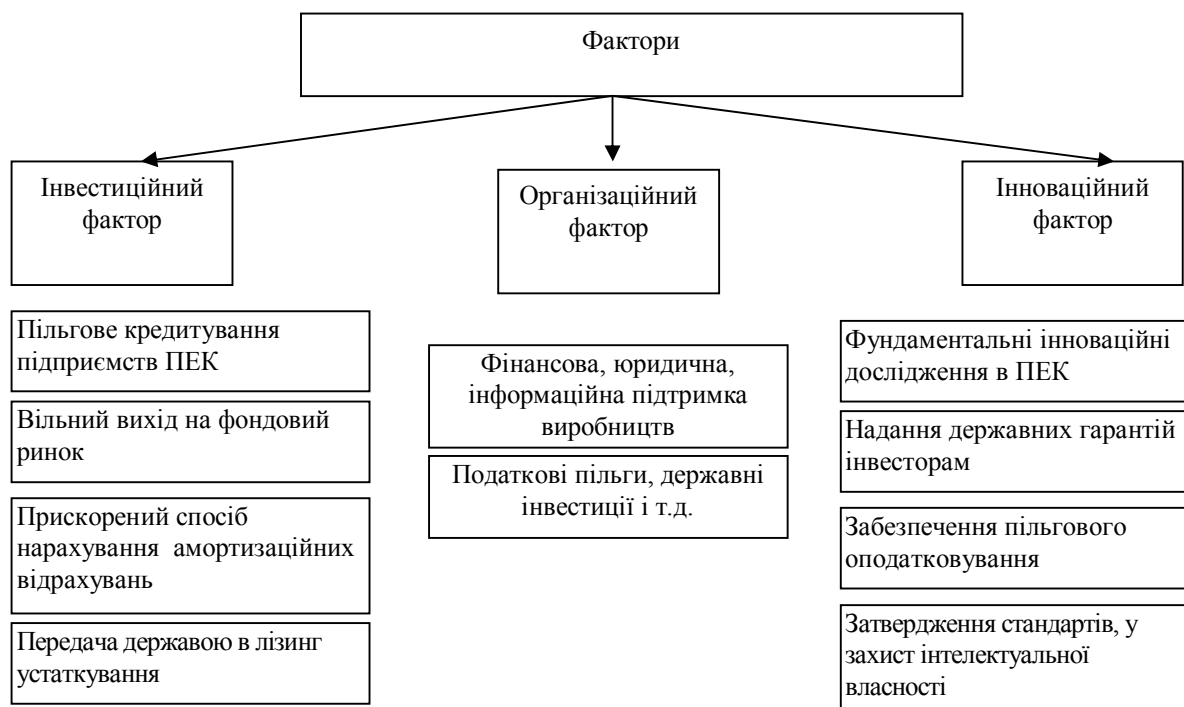 Фактори
Інвестиційний
фактор
Організаційний
фактор
Інноваційний
фактор
Пільгове кредитування
підприємств ПЕК
Вільний вихід на фондовий
ринок
Прискорений спосіб
нарахування амортизаційних
відрахувань
Передача державою в лізинг
устаткування
Фінансова, юридична,
інформаційна підтримка
виробництв
Податкові пільги, державні
інвестиції і т.д.
Фундаментальні інноваційні
дослідження в ПЕК
Надання державних гарантій
інвесторам
Забезпечення пільгового
оподатковування
Затвердження стандартів, у
захист інтелектуальної
власності